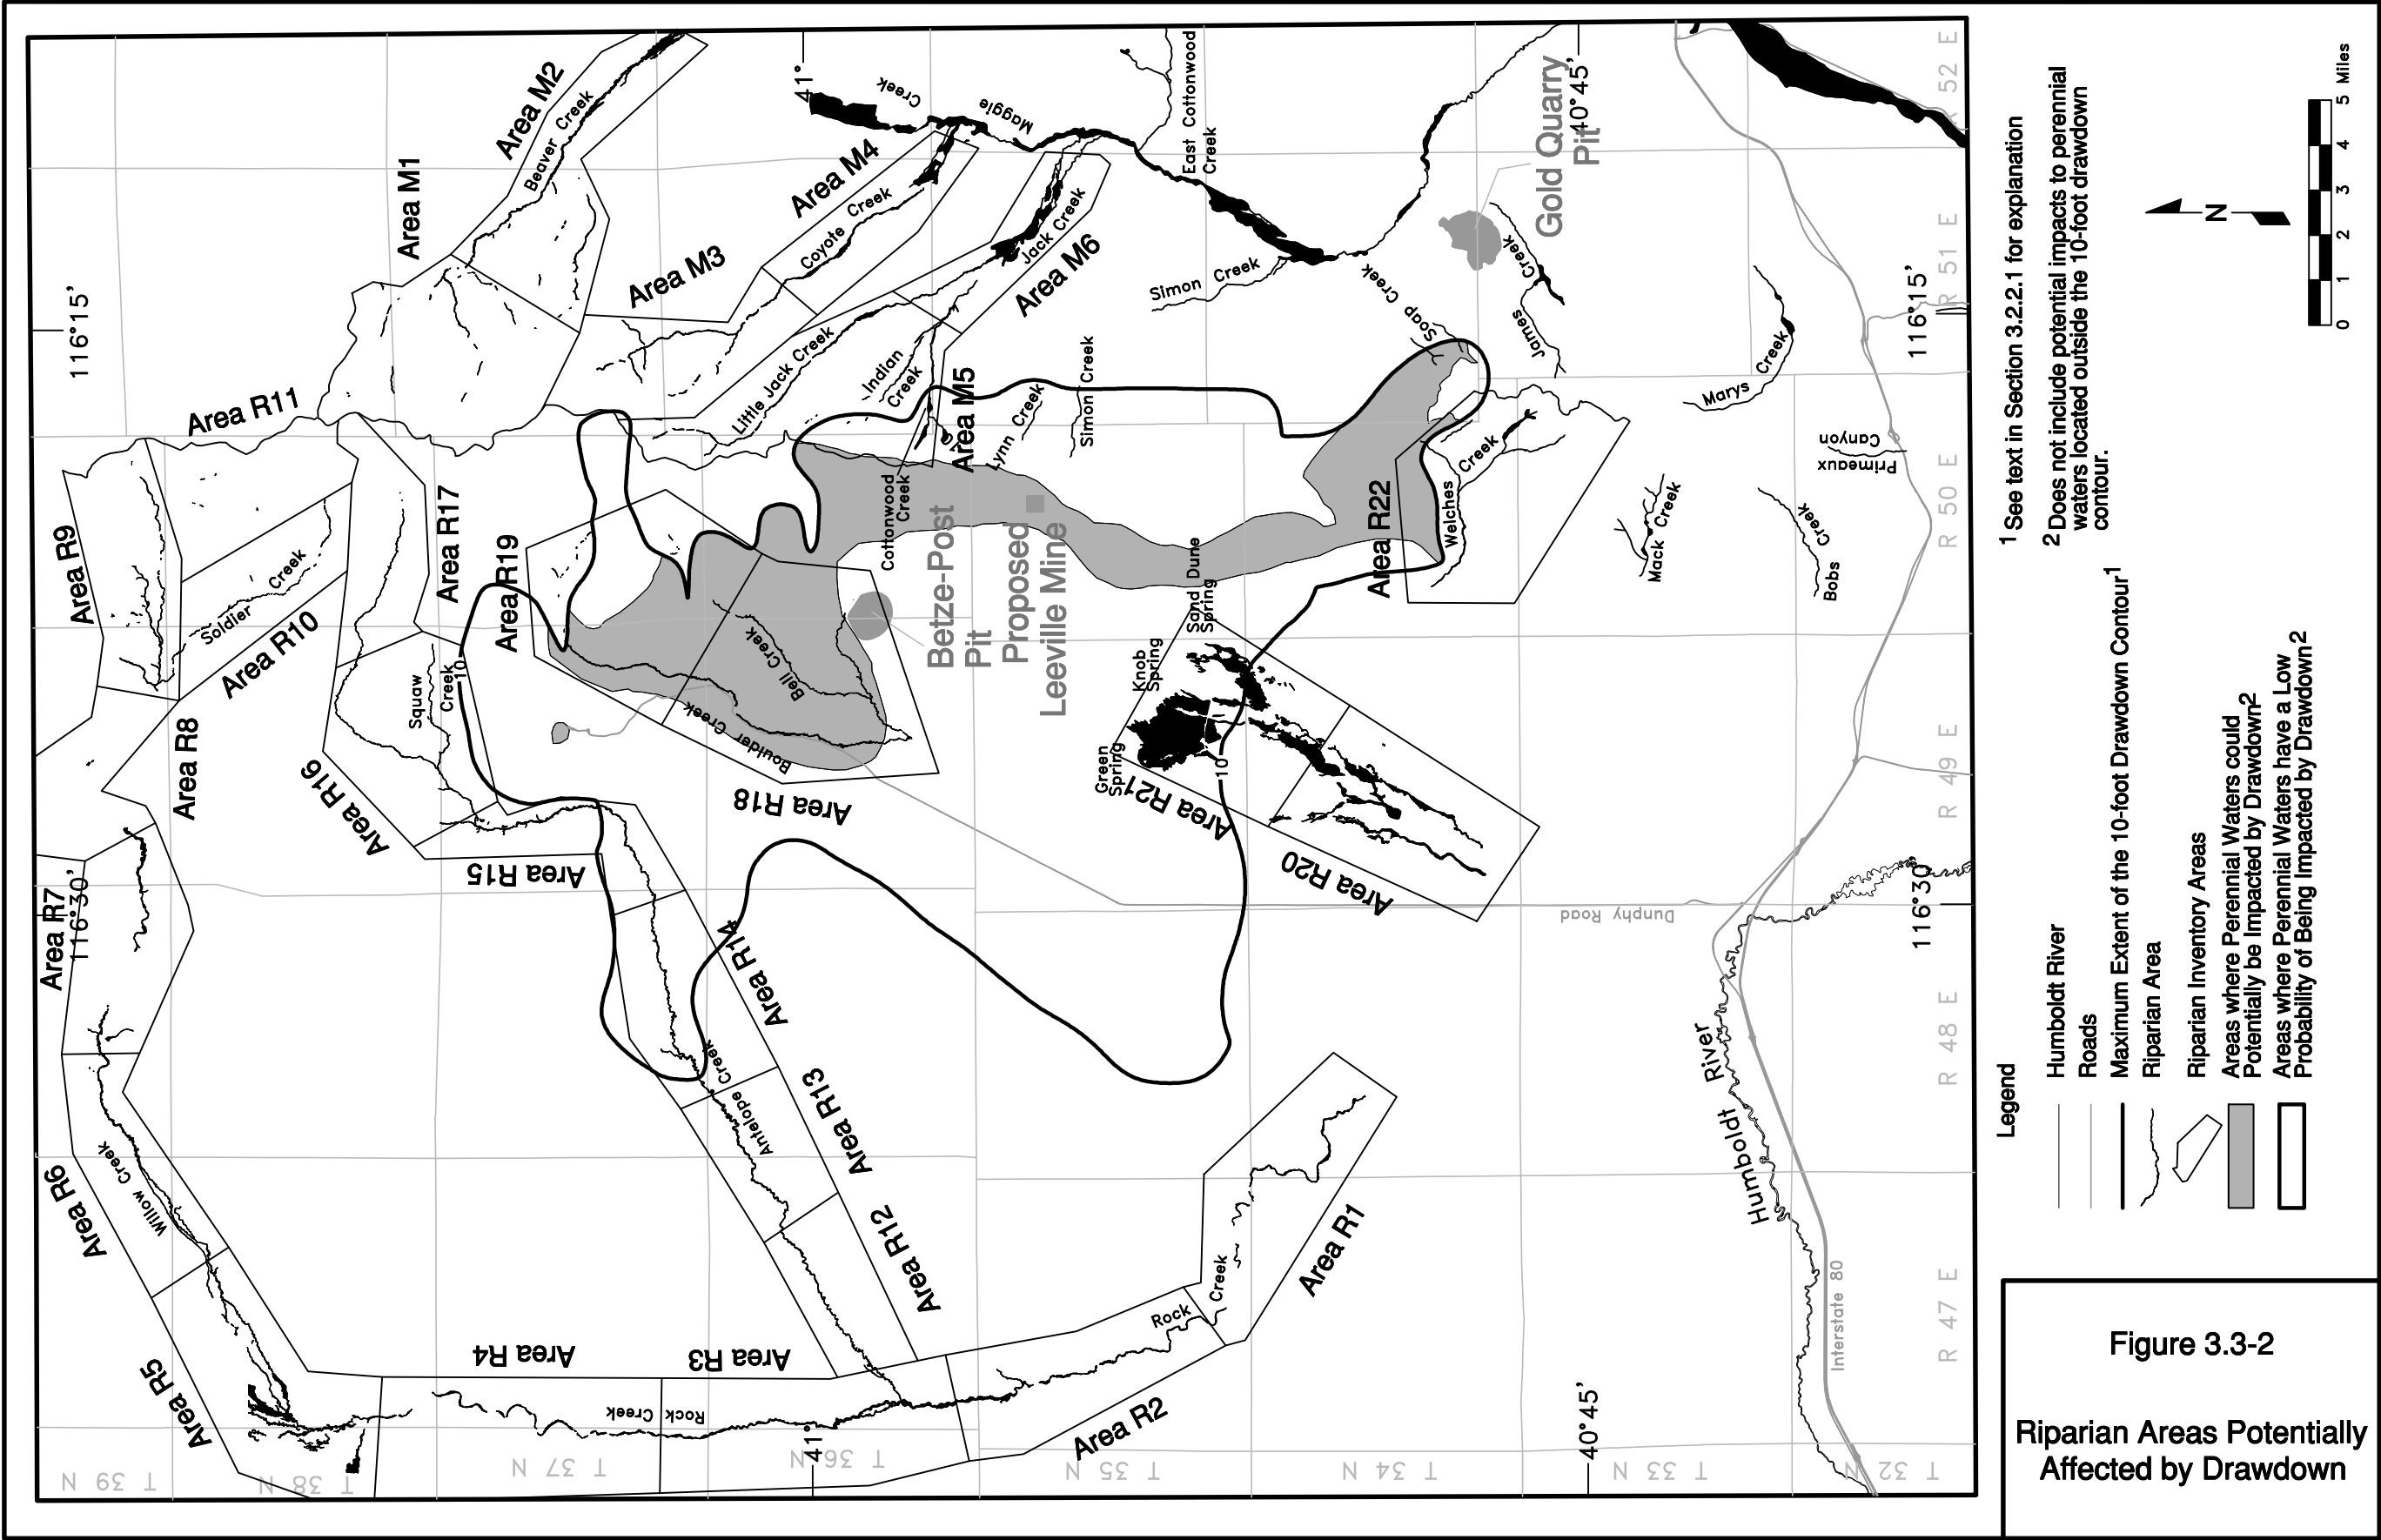 Area R11
Area M1
Area M2
Beaver Creek
Area M3
Area M4
Coyote Creek
Maggie Creek
41°
East Cottonwood
Creek
Jack Creek
Area M6
Little Jack Creek
Indian
Creek
Area M5
Lynn Creek
Simon Creek
Simon Creek
Soap Creek
James Creek
Gold Quarry
Pit
40°45'
Marys Creek
Primeaux
Canyon
Mack Creek
Bobs Creek
Welches Creek
Area R22
116°15'
116°15'
Area R9
Soldier Creek
Area R10
Area R17
Area R19
Area R8
Area R16
Squaw
Creek
10
Cottonwood
Creek
Betze-Post
Pit
Proposed
Leeville Mine
Bell Creek
Boulder Creek
Area R18
Sand Dune
Spring
Knob
Spring
Green
Spring
Area R21
10
Area R20
Dunphy Road
Area R7
116°30'
116°30'
Area R15
Area R14
Area R13
Area R12
Antelope Creek
Area R6
Willow Creek
Area R5
Area R4
Area R3
Rock Creek
41°
Area R2
Rock Creek
Area R1
40°45'
Humboldt River
Interstate 80
R 52 E
R 51 E
R 50 E
R 49 E
R 48 E
R 47 E
T 39 N
T 38 N
T 37 N
T 36 N
T 35 N
T 34 N
T 33 N
T 32 N
1 See text in Section 3.2.2.1 for explanation
2 Does not include potential impacts to perennial
waters located outside the 10-foot drawdown
contour.
N
0 1 2 3 4 5 Miles
Legend
Humboldt River
Roads
Maximum Extent of the 10-foot Drawdown Contour1
Riparian Area
Riparian Inventory Areas
Areas where Perennial Waters could
Potentially be Impacted by Drawdown2
Areas where Perennial Waters have a Low
Probability of Being Impacted by Drawdown2
Figure 3.3-2
Riparian Areas Potentially
Affected by Drawdown